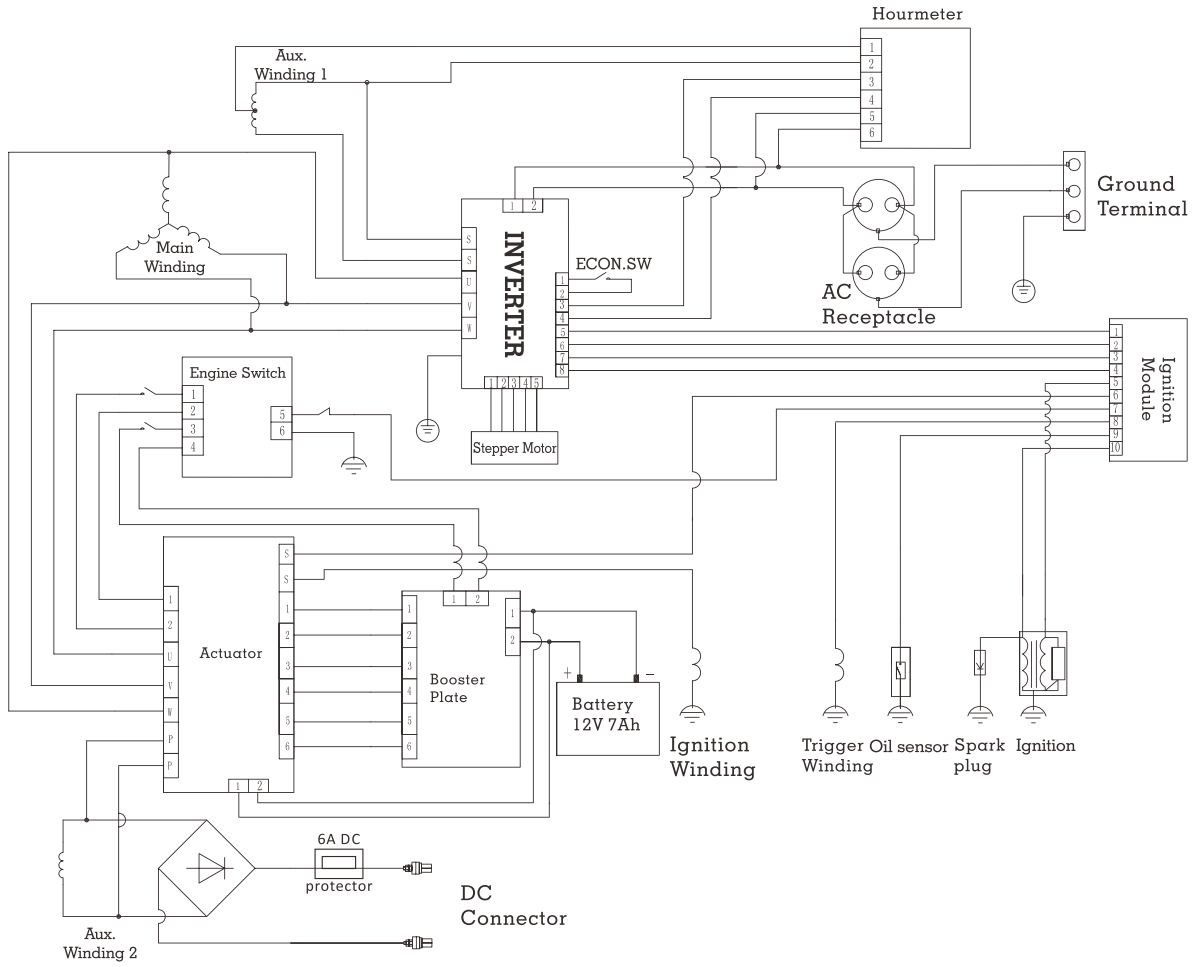 Hourmeter
1
2
3
4
5
6
Aux.
Winding 1
Ground
Terminal
Main
Winding
1 2
INVERTER
S
S
U
V
W
1
2
3
4
5
6
7
8
1 2 3 4 5
ECON.SW
AC
Receptacle
Stepper Motor
Ignition
Module
1
2
3
4
5
6
7
8
9
10
Engine Switch
1
2
3
4
5
6
Actuator
S
S
1
2
3
4
5
6
1
2
U
V
W
P
P
1 2
Booster
Plate
1 2
1
2
3
4
5
6
1
2
+ −
Battery
12V 7Ah
Ignition
Winding
Trigger
Winding
Oil sensor
Spark
plug
Ignition
6A DC
protector
DC
Connector
Aux.
Winding 2